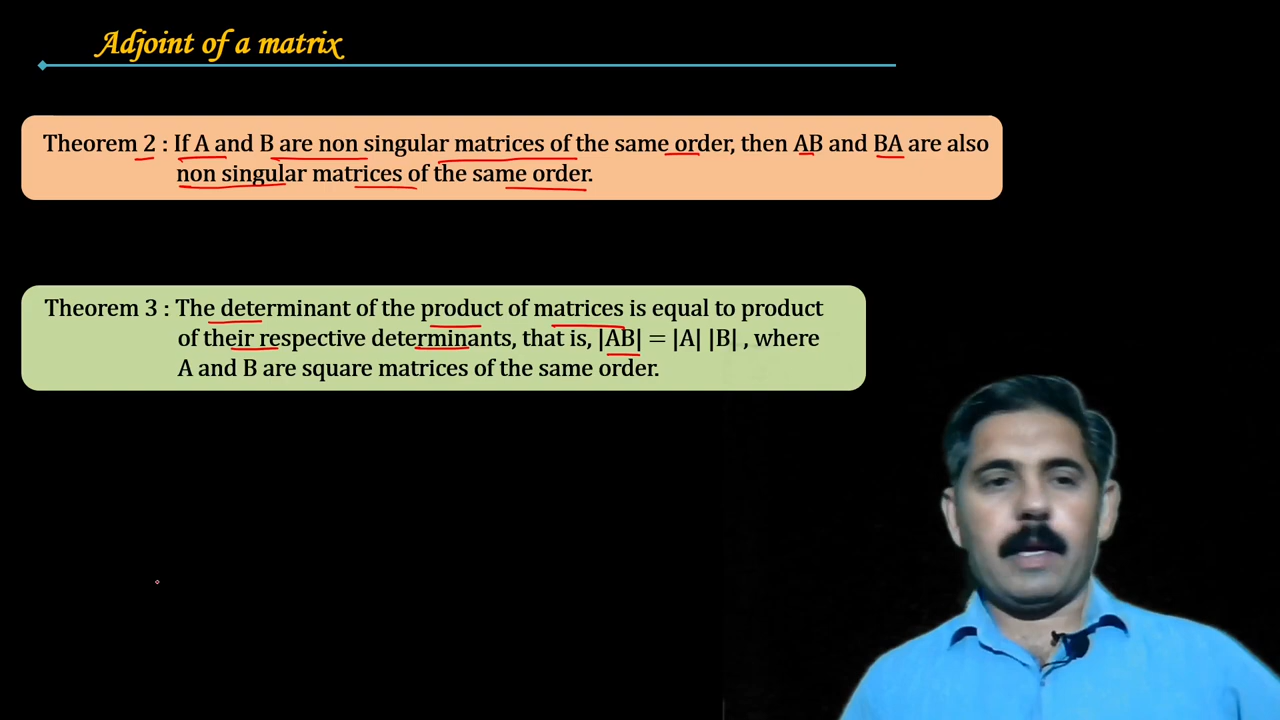 Adjoint of a matrix
Theorem 2 : If A and B are non singular matrices of the same order, then AB and BA are also
non singular matrices of the same order.
Theorem 3 : The determinant of the product of matrices is equal to product
of their respective determinants, that is, |AB| = |A| |B| , where
A and B are square matrices of the same order.